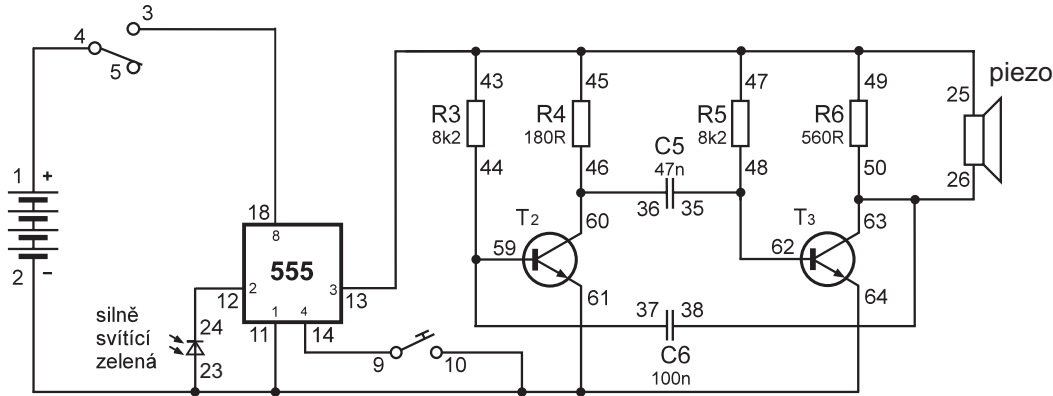 3
4
5
piezo
43
45
47
49
25
R3
8k2
R4
180R
C5
47n
R5
8k2
R6
560R
44
46
48
50
26
1
+
2
−
18
8
555
12
2
3
13
1
4
11
14
36
35
T2
60
59
61
T3
63
62
64
silně
svítící
zelená
24
23
9
10
37
38
C6
100n